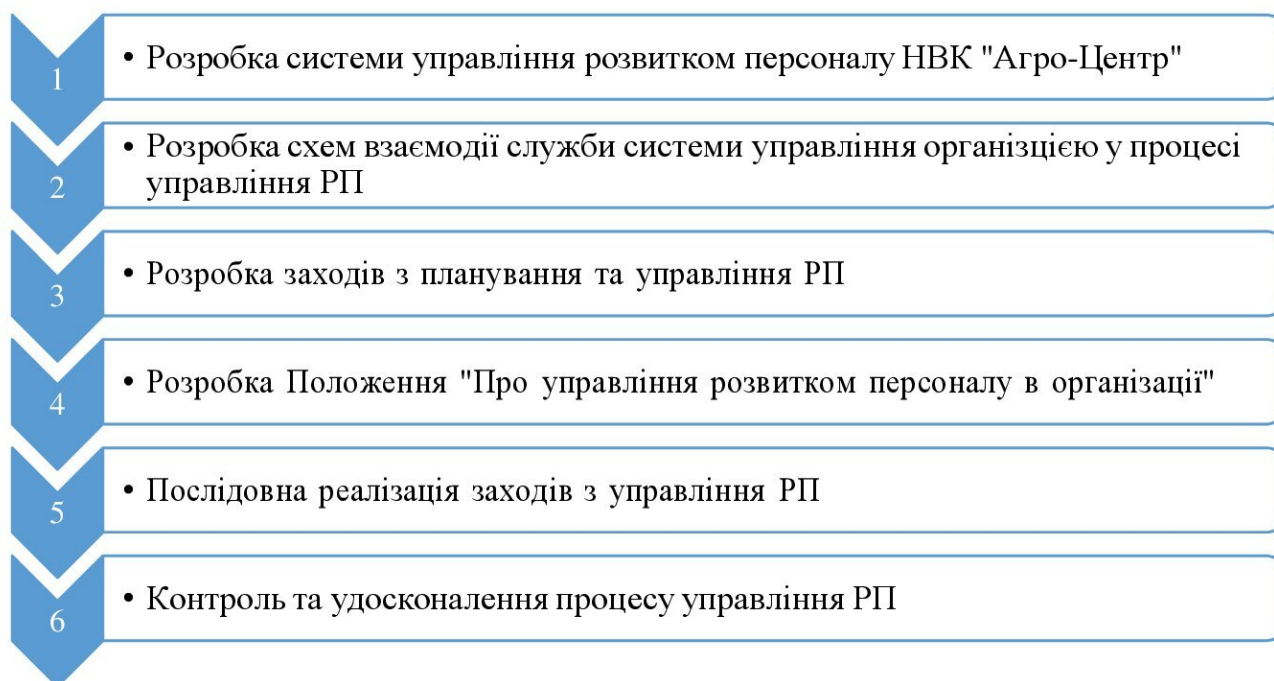 1
• Розробка системи управління розвитком персоналу НВК "Агро-Центр"
2
• Розробка схем взаємодії служби системи управління організцією у процесі
управління РП
3
• Розробка заходів з планування та управління РП
4
• Розробка Положення "Про управління розвитком персоналу в організації"
5
• Послідовна реалізація заходів з управління РП
6
• Контроль та удосконалення процесу управління РП